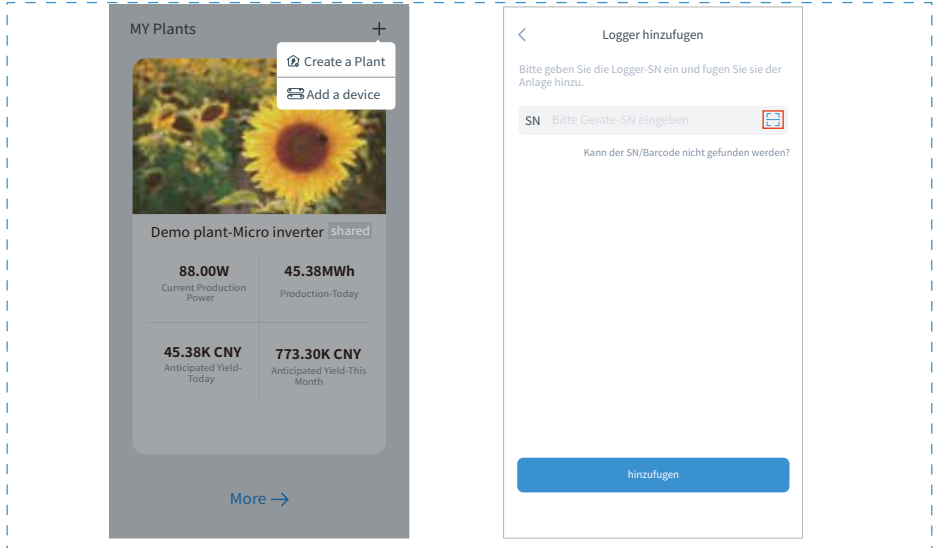 MY Plants
Create a Plant
Add a device
Demo plant-Micro inverter shared
88.00W
Current Production
Power
45.38MWh
Production-Today
45.38K CNY
Anticipated Yield-
Today
773.30K CNY
Anticipated Yield-This
Month
More
Logger hinzufugen
Bitte geben Sie die Logger-SN ein und fugen Sie sie der
Anlage hinzu.
SN Bitte Gerate-SN eingeben
Kann der SN/Barcode nicht gefunden werden?
hinzufugen